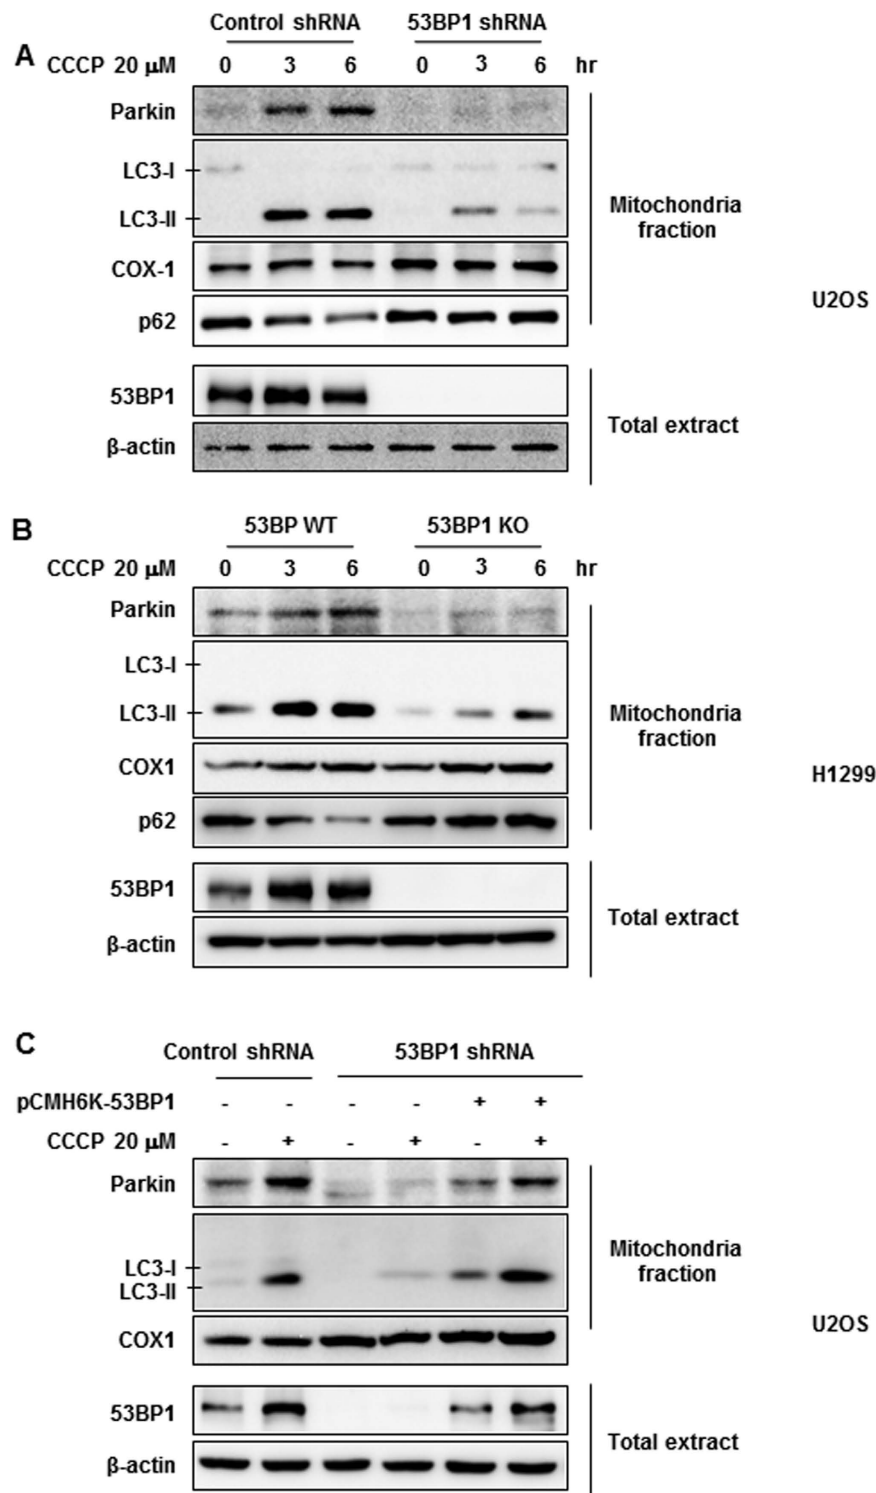 Control shRNA 53BP1 shRNA
A CCCP 20 μM 0 3 6 0 3 6 hr
Parkin
LC3-I
LC3-II
Mitochondria
fraction
COX-1
U2OS
p62
53BP1
Total extract
β-actin
B 53BP WT 53BP1 KO
CCCP 20 μM 0 3 6 0 3 6 hr
Parkin
LC3-I
LC3-II
Mitochondria
fraction
COX1
H1299
p62
53BP1
Total extract
β-actin
C
Control shRNA 53BP1 shRNA
pCMH6K-53BP1 - - - - + +
CCCP 20 μM - + - + - +
Parkin
Mitochondria
fraction
LC3-I
LC3-II
COX1
U2OS
53BP1
Total extract
β-actin